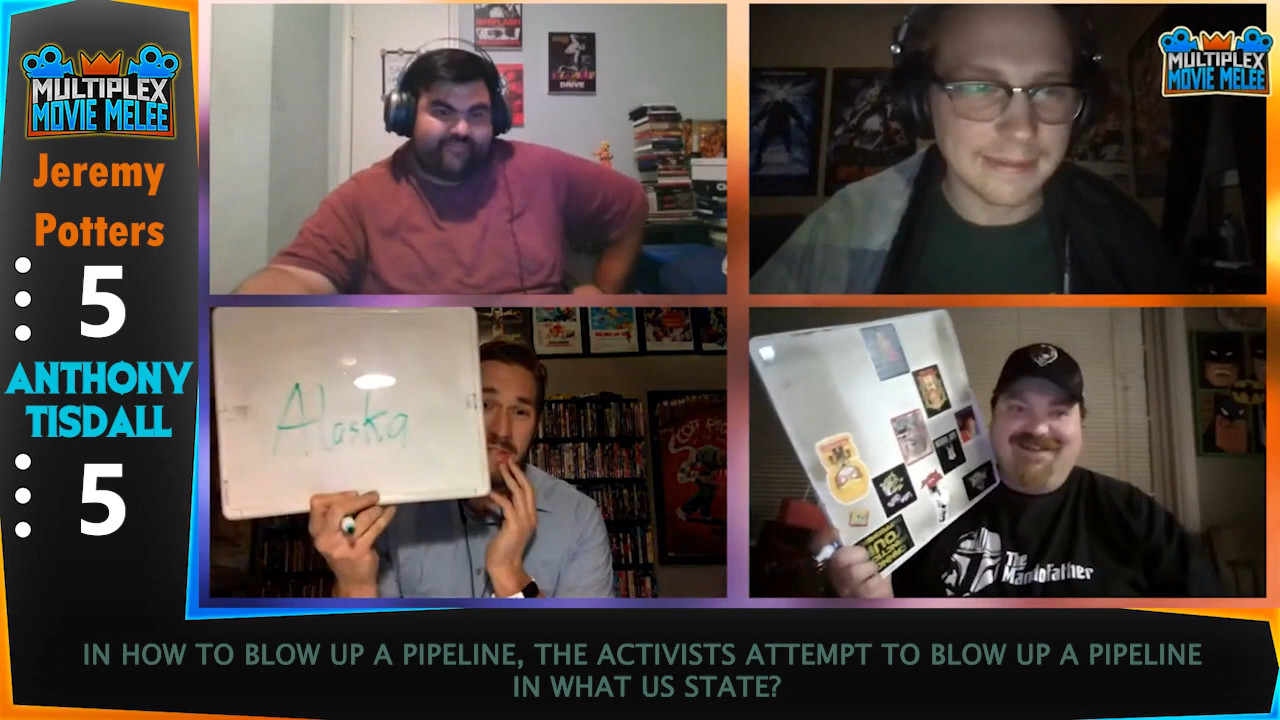 MULTIPLEX
MOVIE MELEE
Jeremy
Potters
5
ANTHONY
TISDALL
5
DRIVE
MULTIPLEX
MOVIE MELEE
Alaska
The
Mandofather
IN HOW TO BLOW UP A PIPELINE, THE ACTIVISTS ATTEMPT TO BLOW UP A PIPELINE
IN WHAT US STATE?